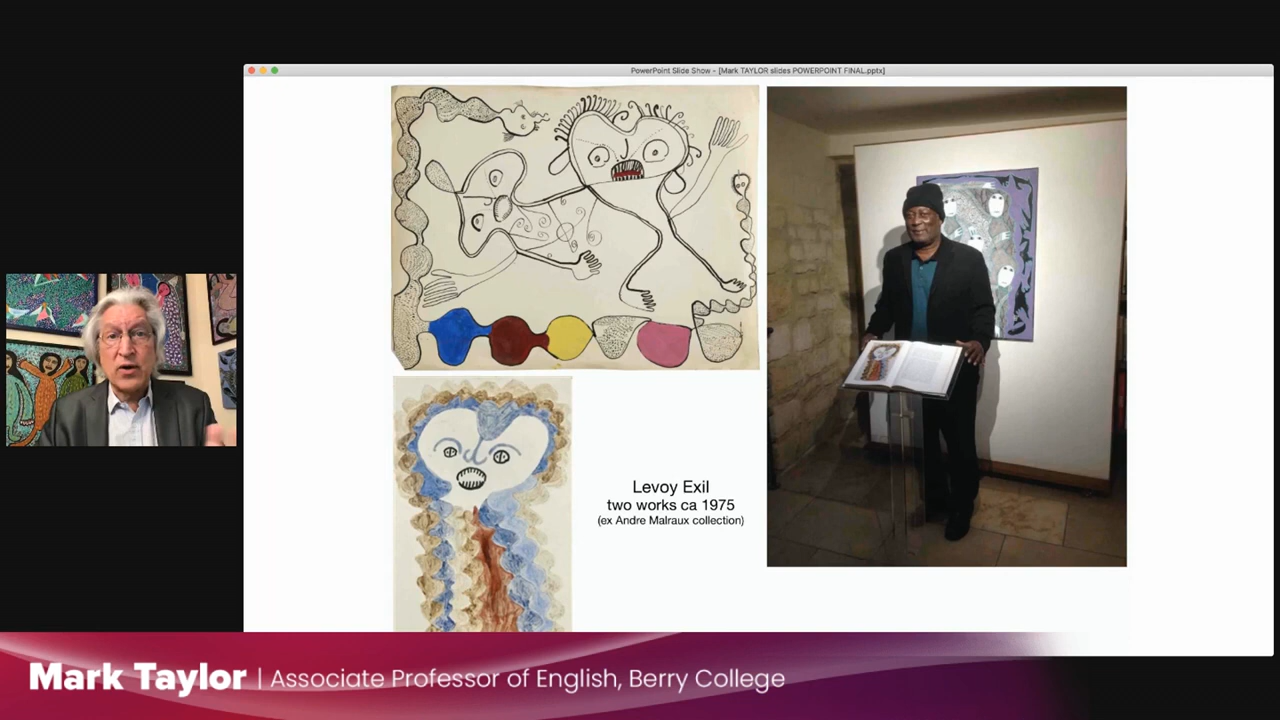 PowerPoint Slide Show - [Mark TAYLOR slides POWERPOINT FINAL.pptx]
Levoy Exil
two works ca 1975
(ex Andre Malraux collection)
Mark Taylor | Associate Professor of English, Berry College